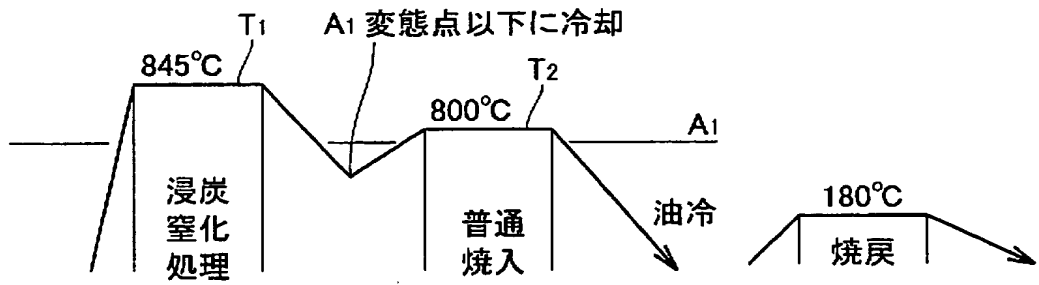 T1
A1 変態点以下に冷却
845℃
T2
800℃
A1
浸炭
窒化
処理
普通
焼入
油冷
180℃
焼戻